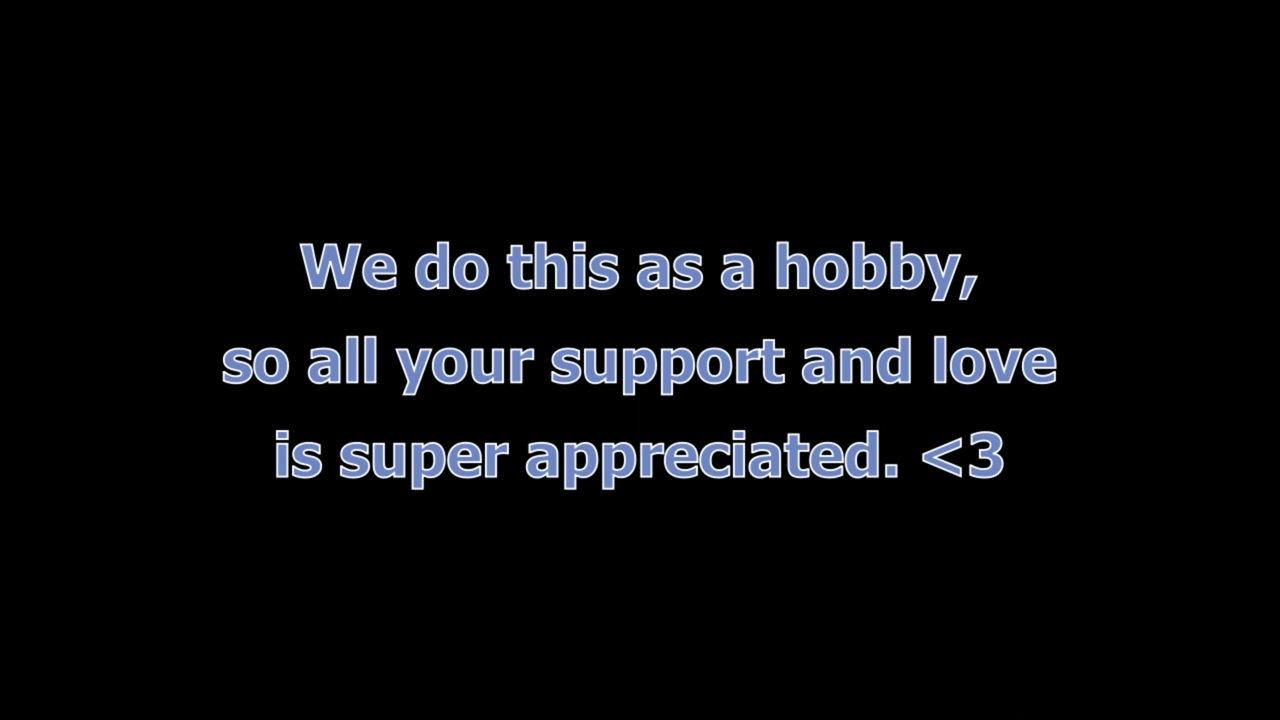 We do this as a hobby,
so all your support and love
is super appreciated. <3